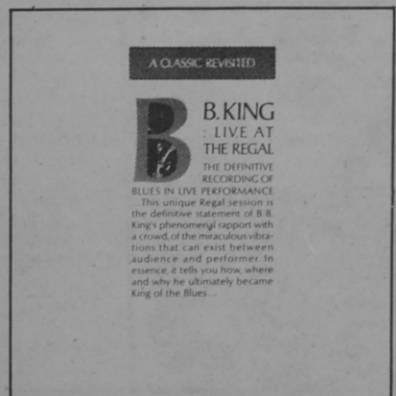 A CLASSIC REVISITED
B B. KING
: LIVE AT
THE REGAL
THE DEFINITIVE
RECORDING OF
BLUES IN LIVE PERFORMANCE
...This unique Regal session is
the definitive statement of B.B.
King's phenomenal rapport with
a crowd, of the miraculous vibra-
tions that can exist between
audience and performer. In
essence, it tells you how, where
and why he ultimately became
King of the Blues...